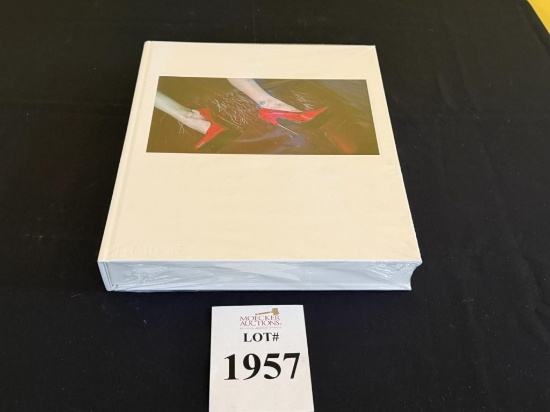 MOECKER
AUCTIONS
LOT#
1957